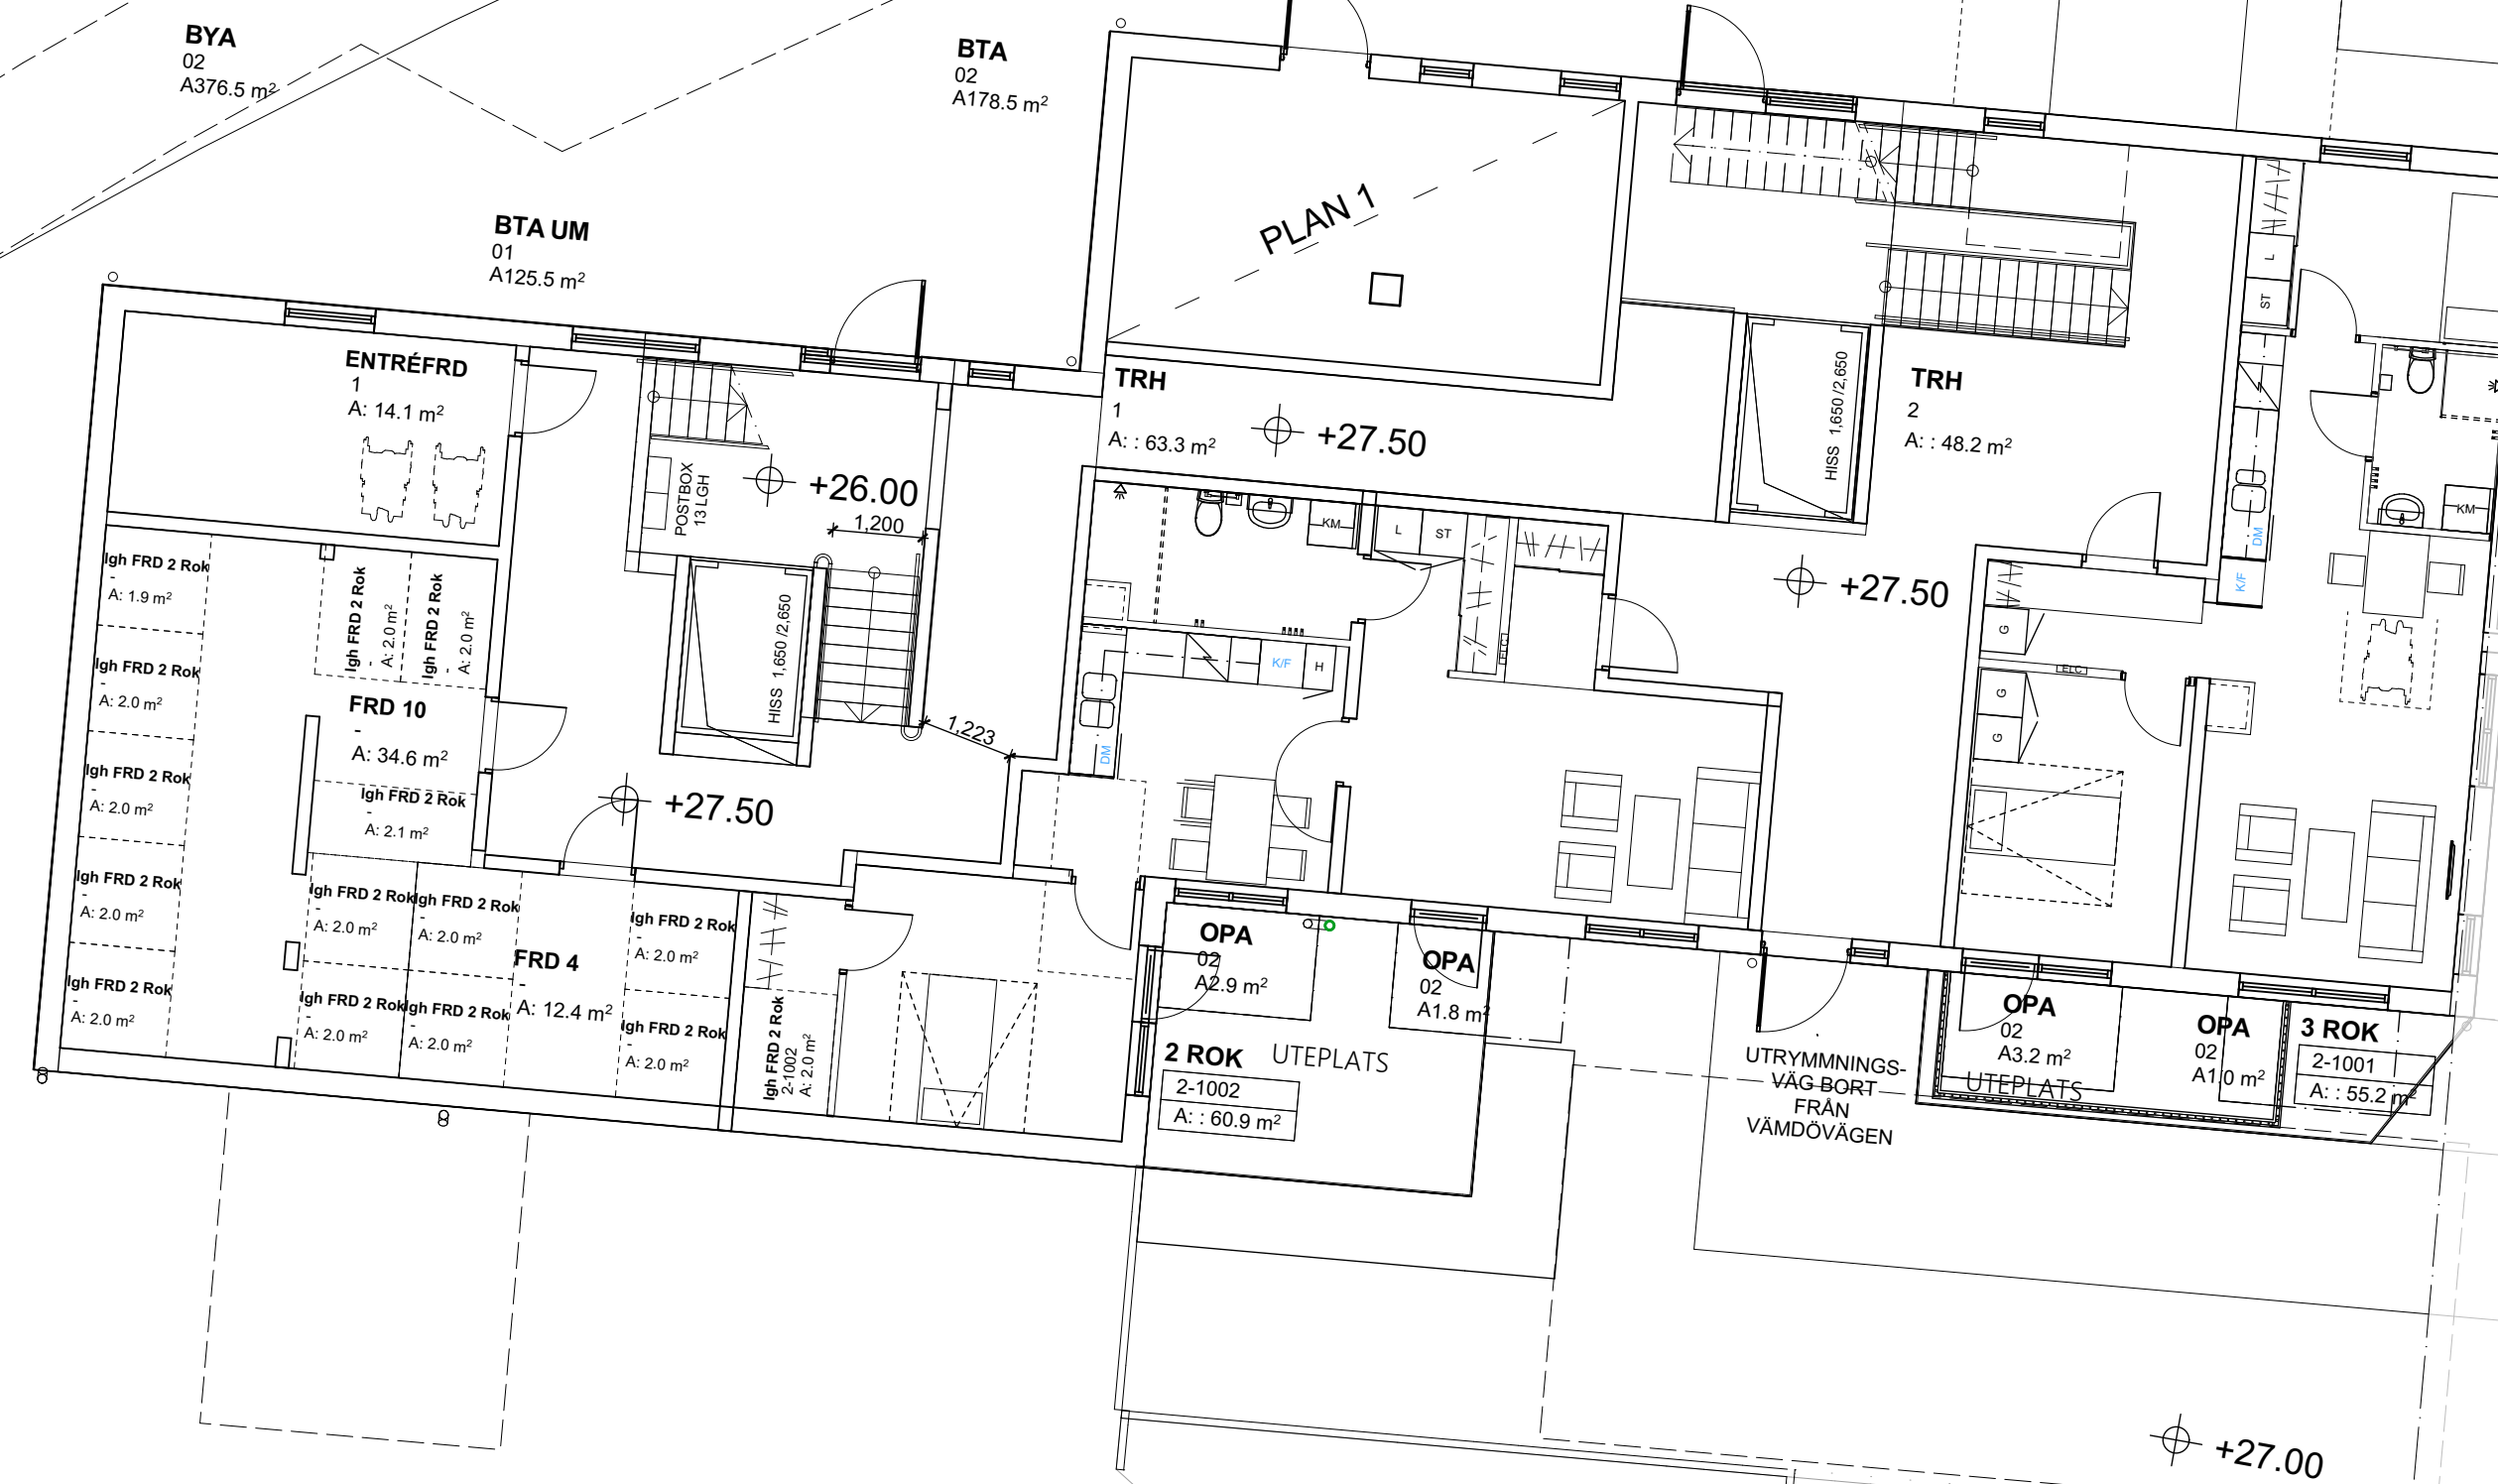 BYA
02
A376.5 m²
BTA
02
A178.5 m²
BTA UM
01
A125.5 m²
PLAN 1
ENTRÉFRD
1
A: 14.1 m²
TRH
1
A: : 63.3 m²
+27.50
TRH
2
A: : 48.2 m²
HISS 1,650 /2,650
L
ST
KM
DM
K/F
+26.00
1,200
POSTBOX
13 LGH
HISS 1,650 /2,650
1,223
+27.50
+27.50
KM
L
ST
ELC
K/F
H
DM
G
ELC
G
G
lgh FRD 2 Rok
-
A: 1.9 m²
lgh FRD 2 Rok
-
A: 2.0 m²
lgh FRD 2 Rok
-
A: 2.0 m²
lgh FRD 2 Rok
-
A: 2.0 m²
lgh FRD 2 Rok
-
A: 2.0 m²
lgh FRD 2 Rok
-
A: 2.0 m²
lgh FRD 2 Rok
-
A: 2.0 m²
FRD 10
-
A: 34.6 m²
lgh FRD 2 Rok
-
A: 2.1 m²
lgh FRD 2 Rok
-
A: 2.0 m²
lgh FRD 2 Rok
-
A: 2.0 m²
lgh FRD 2 Rok
-
A: 2.0 m²
lgh FRD 2 Rok
-
A: 2.0 m²
FRD 4
-
A: 12.4 m²
lgh FRD 2 Rok
-
A: 2.0 m²
lgh FRD 2 Rok
-
A: 2.0 m²
lgh FRD 2 Rok
2-1002
A: 2.0 m²
OPA
02
A2.9 m²
OPA
02
A1.8 m²
2 ROK
2-1002
A: : 60.9 m²
UTEPLATS
UTRYMMNINGS-
VÄG BORT
FRÅN
VÄMDÖVÄGEN
OPA
02
A3.2 m²
UTEPLATS
OPA
02
A1.0 m²
3 ROK
2-1001
A: : 55.2 m²
+27.00